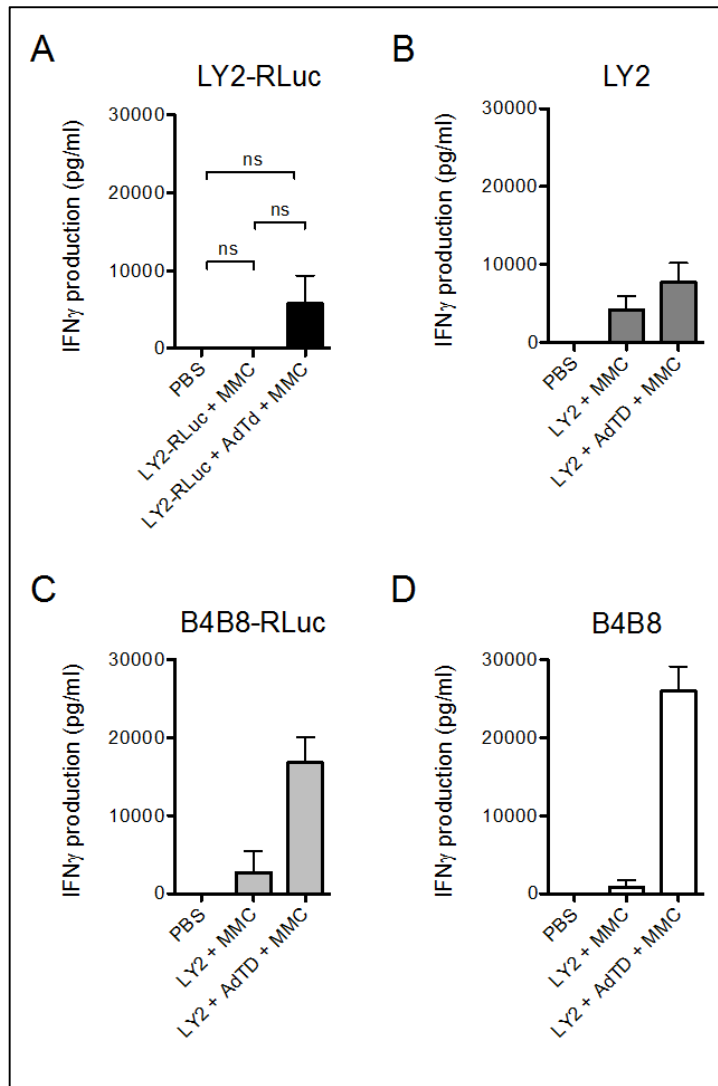 A
LY2-RLuc
IFNγ production (pg/ml)
30000
20000
10000
0
ns
ns
ns
PBS
LY2-RLuc + MMC
LY2-RLuc + AdTd + MMC
B
LY2
IFNγ production (pg/ml)
30000
20000
10000
0
PBS
LY2 + MMC
LY2 + AdTD + MMC
C
B4B8-RLuc
IFNγ production (pg/ml)
30000
20000
10000
0
PBS
LY2 + MMC
LY2 + AdTD + MMC
D
B4B8
IFNγ production (pg/ml)
30000
20000
10000
0
PBS
LY2 + MMC
LY2 + AdTD + MMC